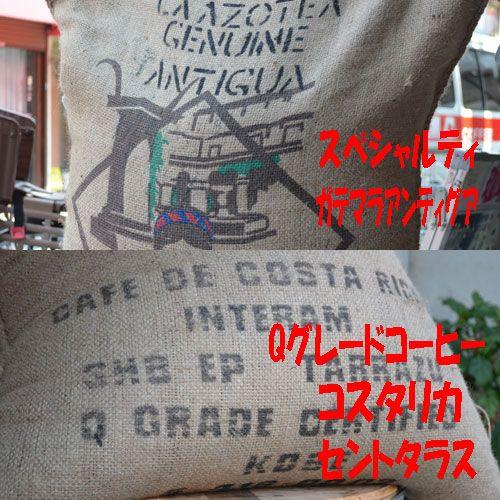 LA AZOTEA
GENUINE
ANTIGUA
スペシャルティ
ガテマラアンティグア
CAFE DE COSTA RICA
INTERAM
SHB EP TARRAZU
Qグレードコーヒー
コスタリカ
Q GRADE CERTIFIED
セントタラス